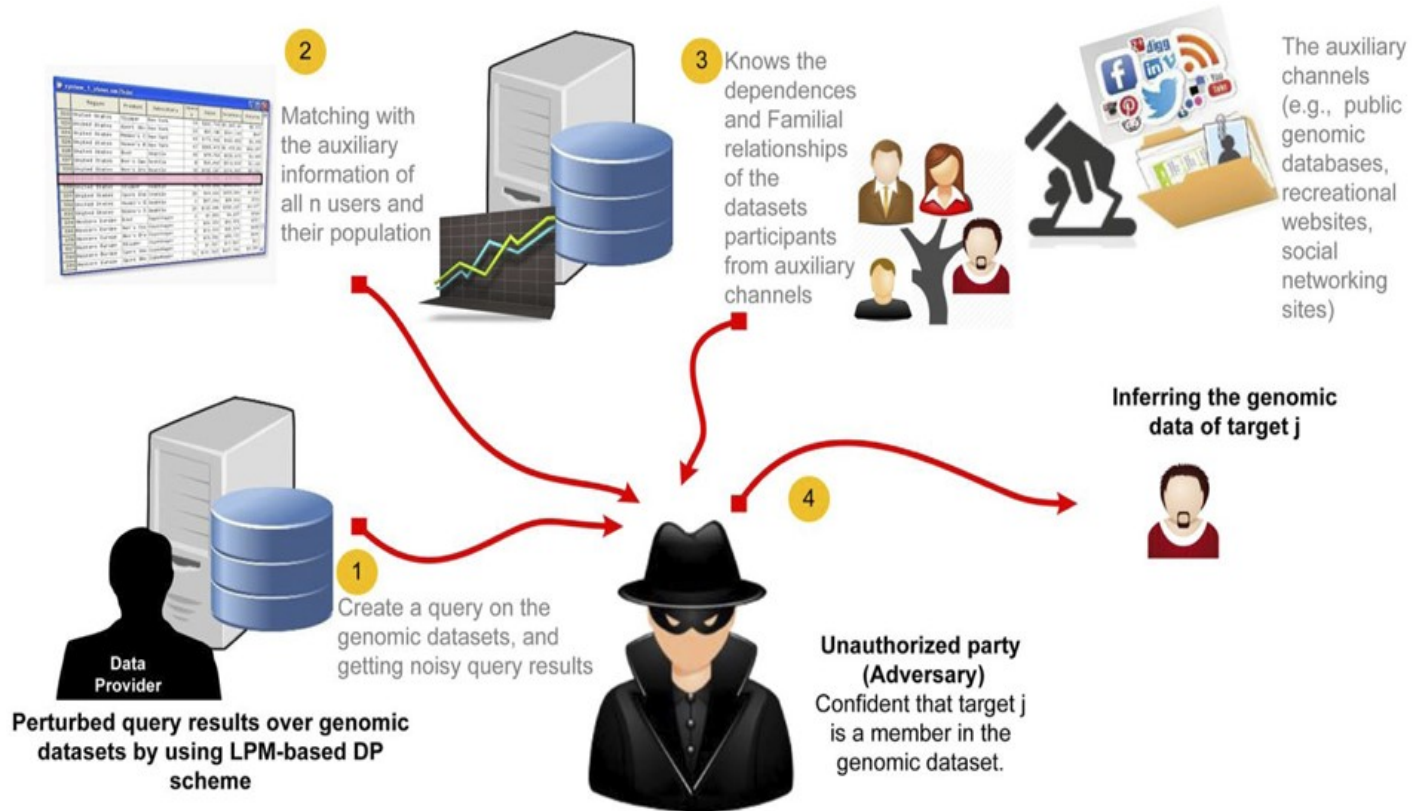 2
Matching with
the auxiliary
information of
all n users and
their population
3
Knows the
dependences
and Familial
relationships
of the
datasets
participants
from auxiliary
channels
digg
The auxiliary
channels
(e.g., public
genomic
databases,
recreational
websites,
social
networking
sites)
1
Create a query on the
genomic datasets, and
getting noisy query results
Data
Provider
Perturbed query results over genomic
datasets by using LPM-based DP
scheme
4
Unauthorized party
(Adversary)
Confident that target j
is a member in the
genomic dataset.
Inferring the genomic
data of target j